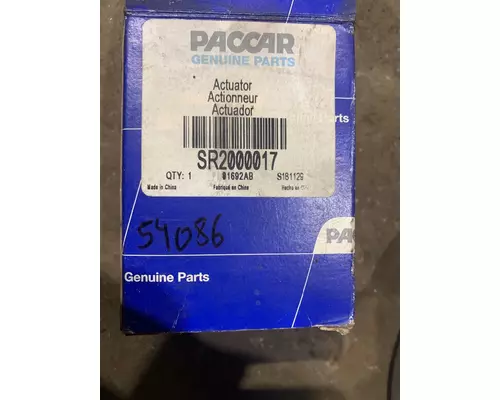 PACCAR
GENUINE PARTS
Actuator
Actionneur
Actuador
Parts
SR2000017
QTY: 1 01692AB S181129
Made in China Fabriqué en Chine Hecho en
54086
PAC
Genuine Parts